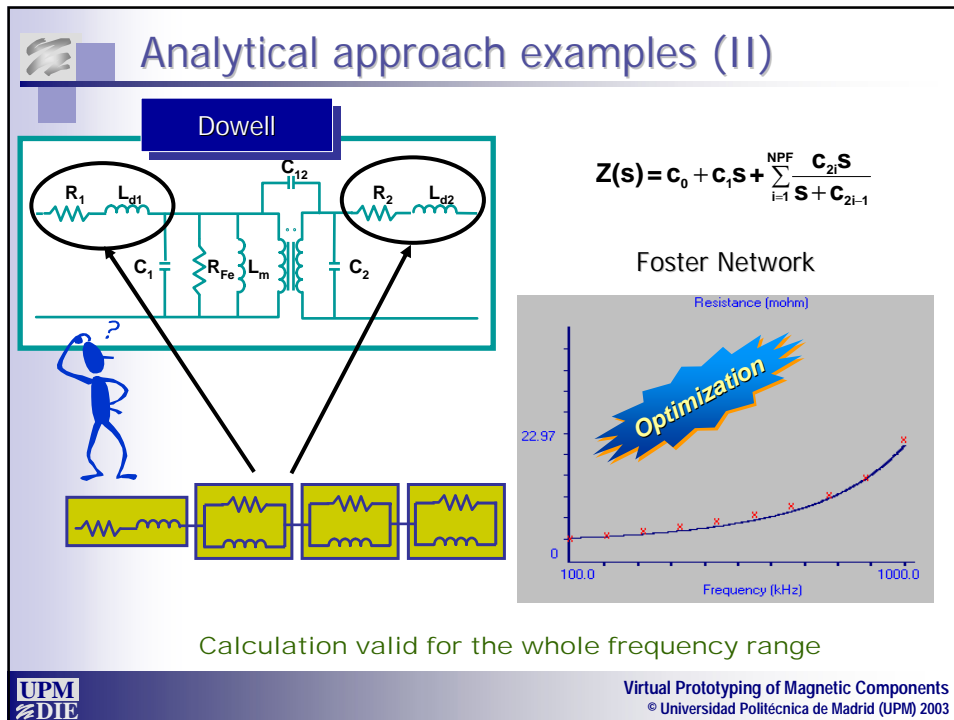 Analytical approach examples (II)
Dowell
C12
R1 Ld1
R2 Ld2
C1 RFe Lm C2
?
Z(s) = c0 + c1s + NPF ∑ i=1 c2is / s + c2i−1
Foster Network
Resistance (mohm)
Optimization
22.97
0
100.0 1000.0
Frequency (kHz)
Calculation valid for the whole frequency range
UPM
DIE
Virtual Prototyping of Magnetic Components
© Universidad Politécnica de Madrid (UPM) 2003